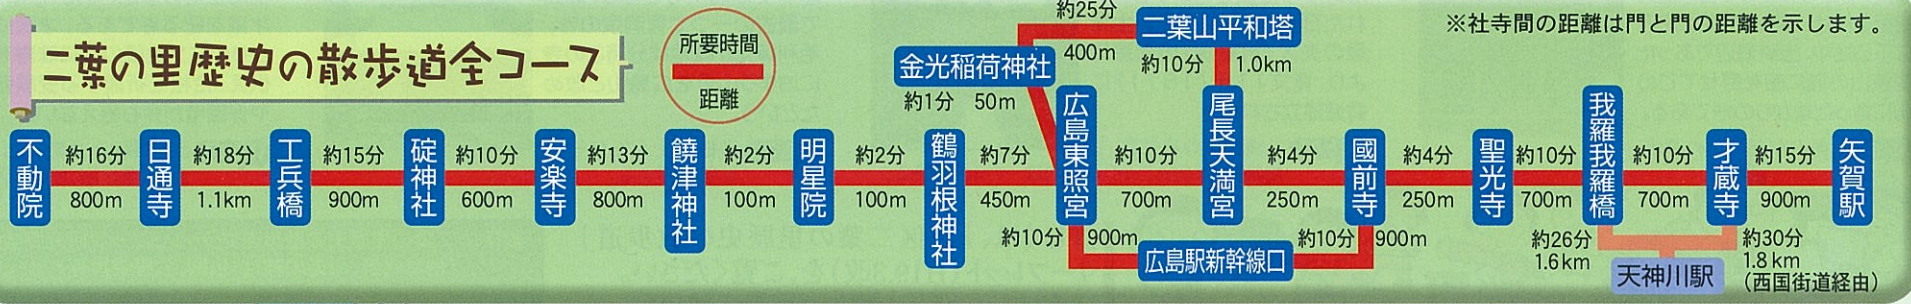 二葉の里歴史の散歩道全コース
所要時間
距離
※社寺間の距離は門と門の距離を示します。
約25分
400m
二葉山平和塔
約10分
1.0km
金光稲荷神社
約1分
50m
不動院
約16分
800m
日通寺
約18分
1.1km
工兵橋
約15分
900m
碇神社
約10分
600m
安楽寺
約13分
800m
饒津神社
約2分
100m
明星院
約2分
100m
鶴羽根神社
約7分
450m
広島東照宮
約10分
700m
尾長天満宮
約4分
250m
國前寺
約4分
250m
聖光寺
約10分
700m
我羅我羅橋
約10分
700m
才蔵寺
約15分
900m
矢賀駅
約10分
900m
広島駅新幹線口
約10分
900m
約26分
1.6km
天神川駅
約30分
1.8km
(西国街道経由)